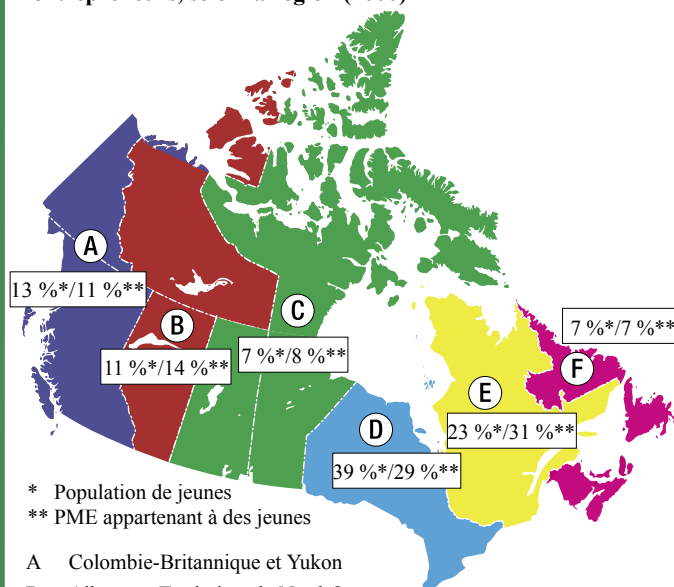 A
13 %*/11 %**
B
11 %*/14 %**
C
7 %*/8 %**
7 %*/7 %**
F
E
23 %*/31 %**
D
39 %*/29 %**
* Population de jeunes
** PME appartenant à des jeunes
A Colombie-Britannique et Yukon